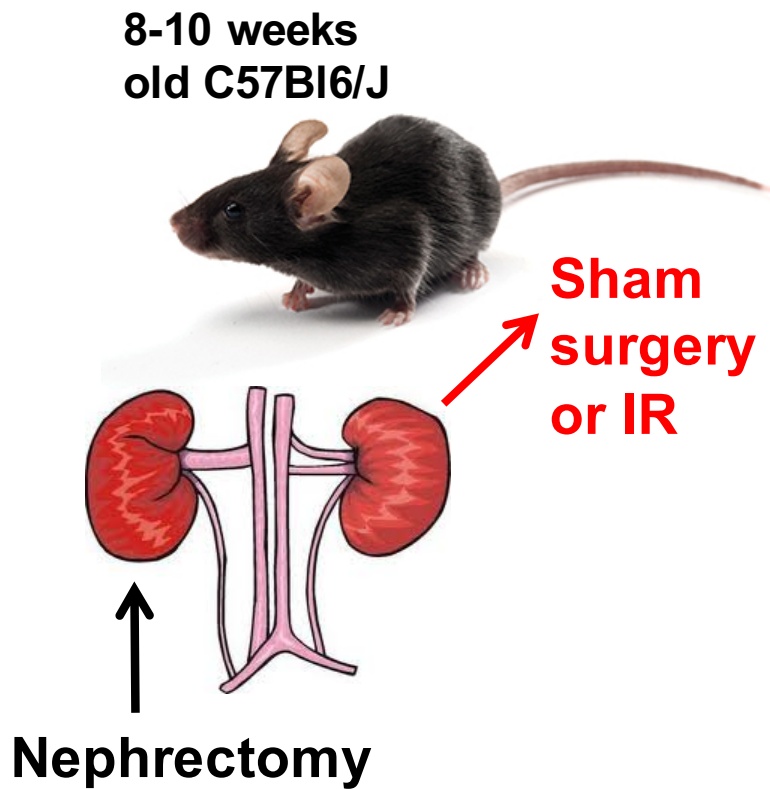 8-10 weeks
old C57Bl6/J
Sham
surgery
or IR
Nephrectomy